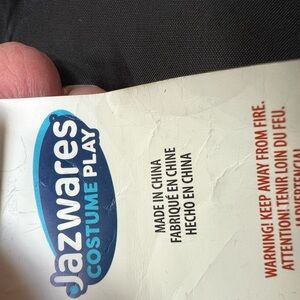 Jazwares
COSTUME PLAY
MADE IN CHINA
FABRIQUÉ EN CHINE
HECHO EN CHINA
WARNING! KEEP AWAY FROM FIRE.
ATTENTION! TENIR LOIN DU FEU.